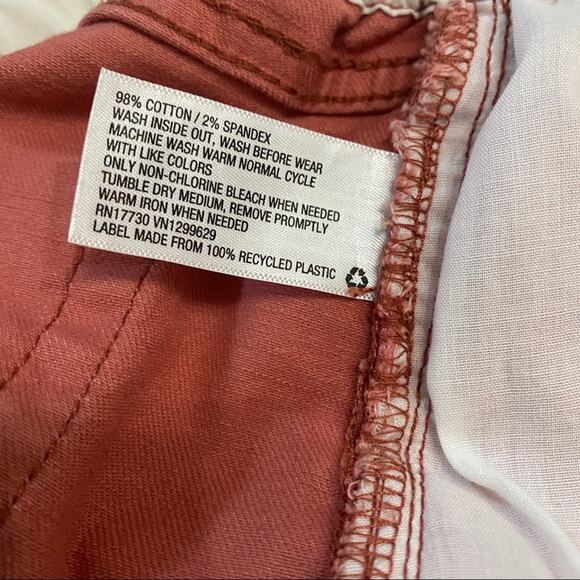 98% COTTON / 2% SPANDEX
WASH INSIDE OUT, WASH BEFORE WEAR
MACHINE WASH WARM NORMAL CYCLE
WITH LIKE COLORS
ONLY NON-CHLORINE BLEACH WHEN NEEDED
TUMBLE DRY MEDIUM, REMOVE PROMPTLY
WARM IRON WHEN NEEDED
RN17730 VN1299629
LABEL MADE FROM 100% RECYCLED PLASTIC